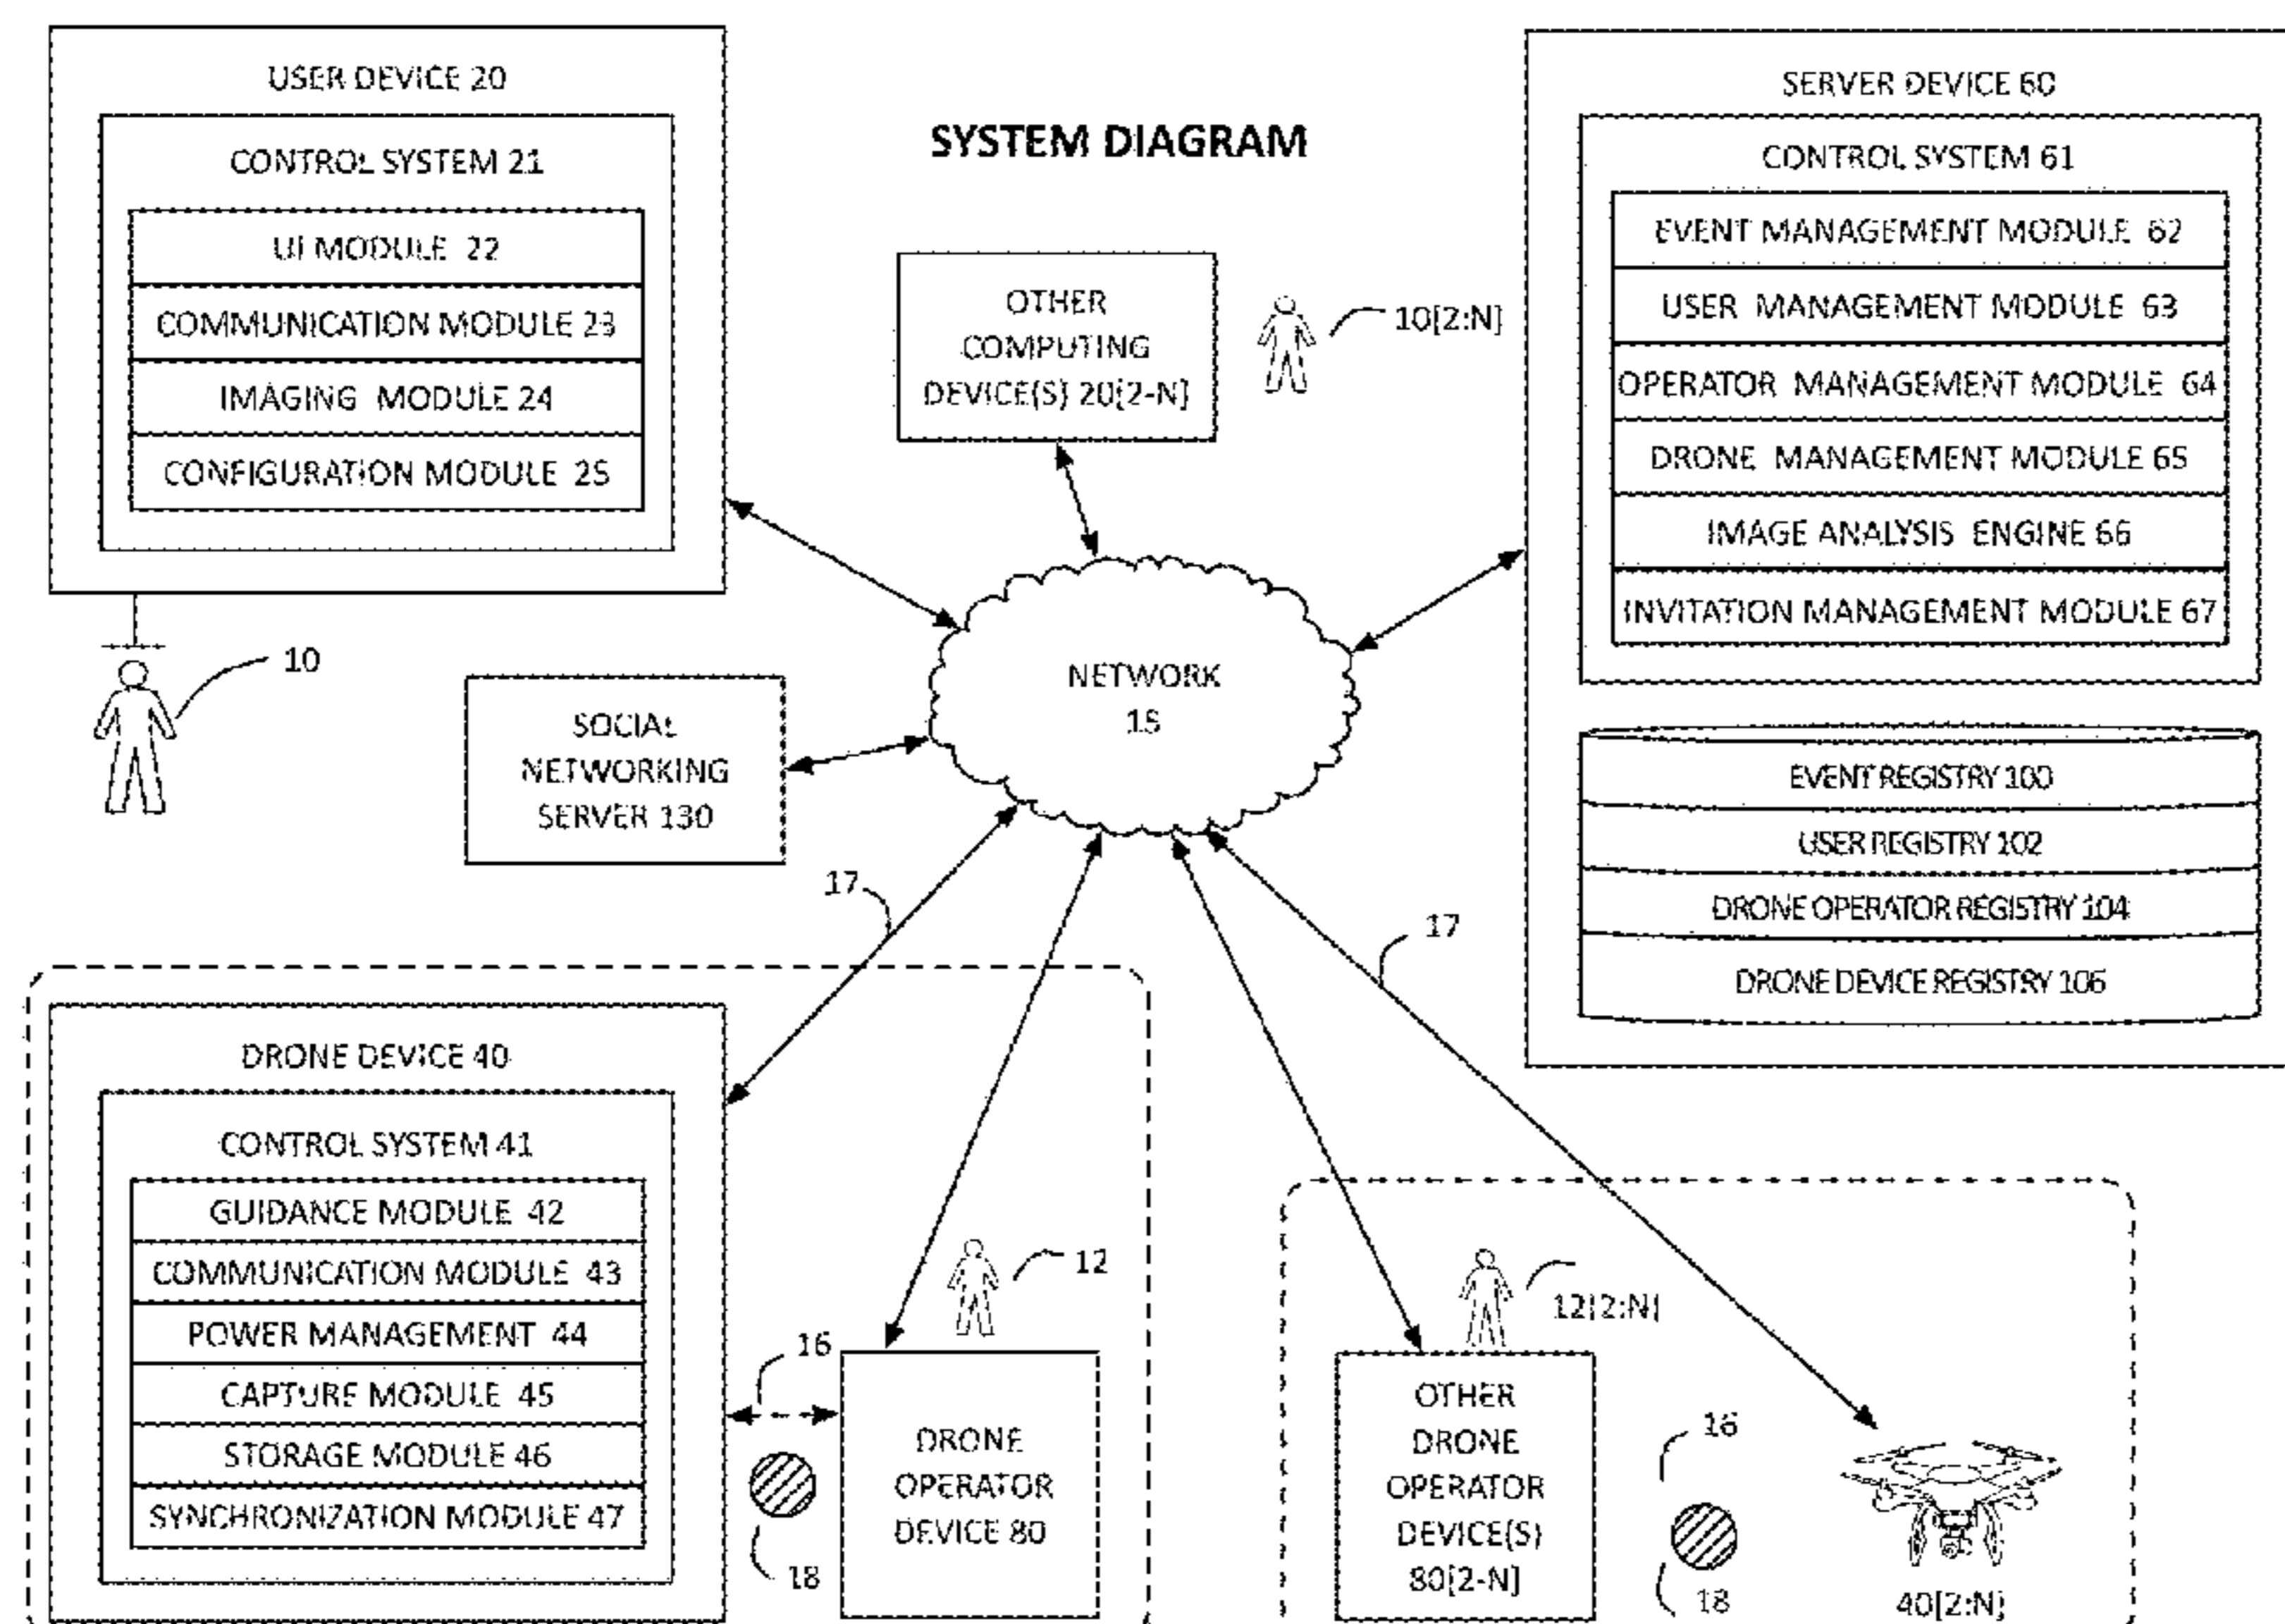 USER DEVICE 20
CONTROL SYSTEM 21
UI MODULE 22
COMMUNICATION MODULE 23
IMAGING MODULE 24
CONFIGURATION MODULE 25
10
SYSTEM DIAGRAM
OTHER
COMPUTING
DEVICE(S) 20[2-N]
10[2:N]
SERVER DEVICE 60
CONTROL SYSTEM 61
EVENT MANAGEMENT MODULE 62
USER MANAGEMENT MODULE 63
OPERATOR MANAGEMENT MODULE 64
DRONE MANAGEMENT MODULE 65
IMAGE ANALYSIS ENGINE 66
INVITATION MANAGEMENT MODULE 67
EVENT REGISTRY 100
USER REGISTRY 102
DRONE OPERATOR REGISTRY 104
DRONE DEVICE REGISTRY 106
NETWORK
15
SOCIAL
NETWORKING
SERVER 130
17
17
DRONE DEVICE 40
CONTROL SYSTEM 41
GUIDANCE MODULE 42
COMMUNICATION MODULE 43
POWER MANAGEMENT 44
CAPTURE MODULE 45
STORAGE MODULE 46
SYNCHRONIZATION MODULE 47
16
18
12
DRONE
OPERATOR
DEVICE 80
12[2:N]
OTHER
DRONE
OPERATOR
DEVICE(S)
80[2-N]
16
18
40[2:N]